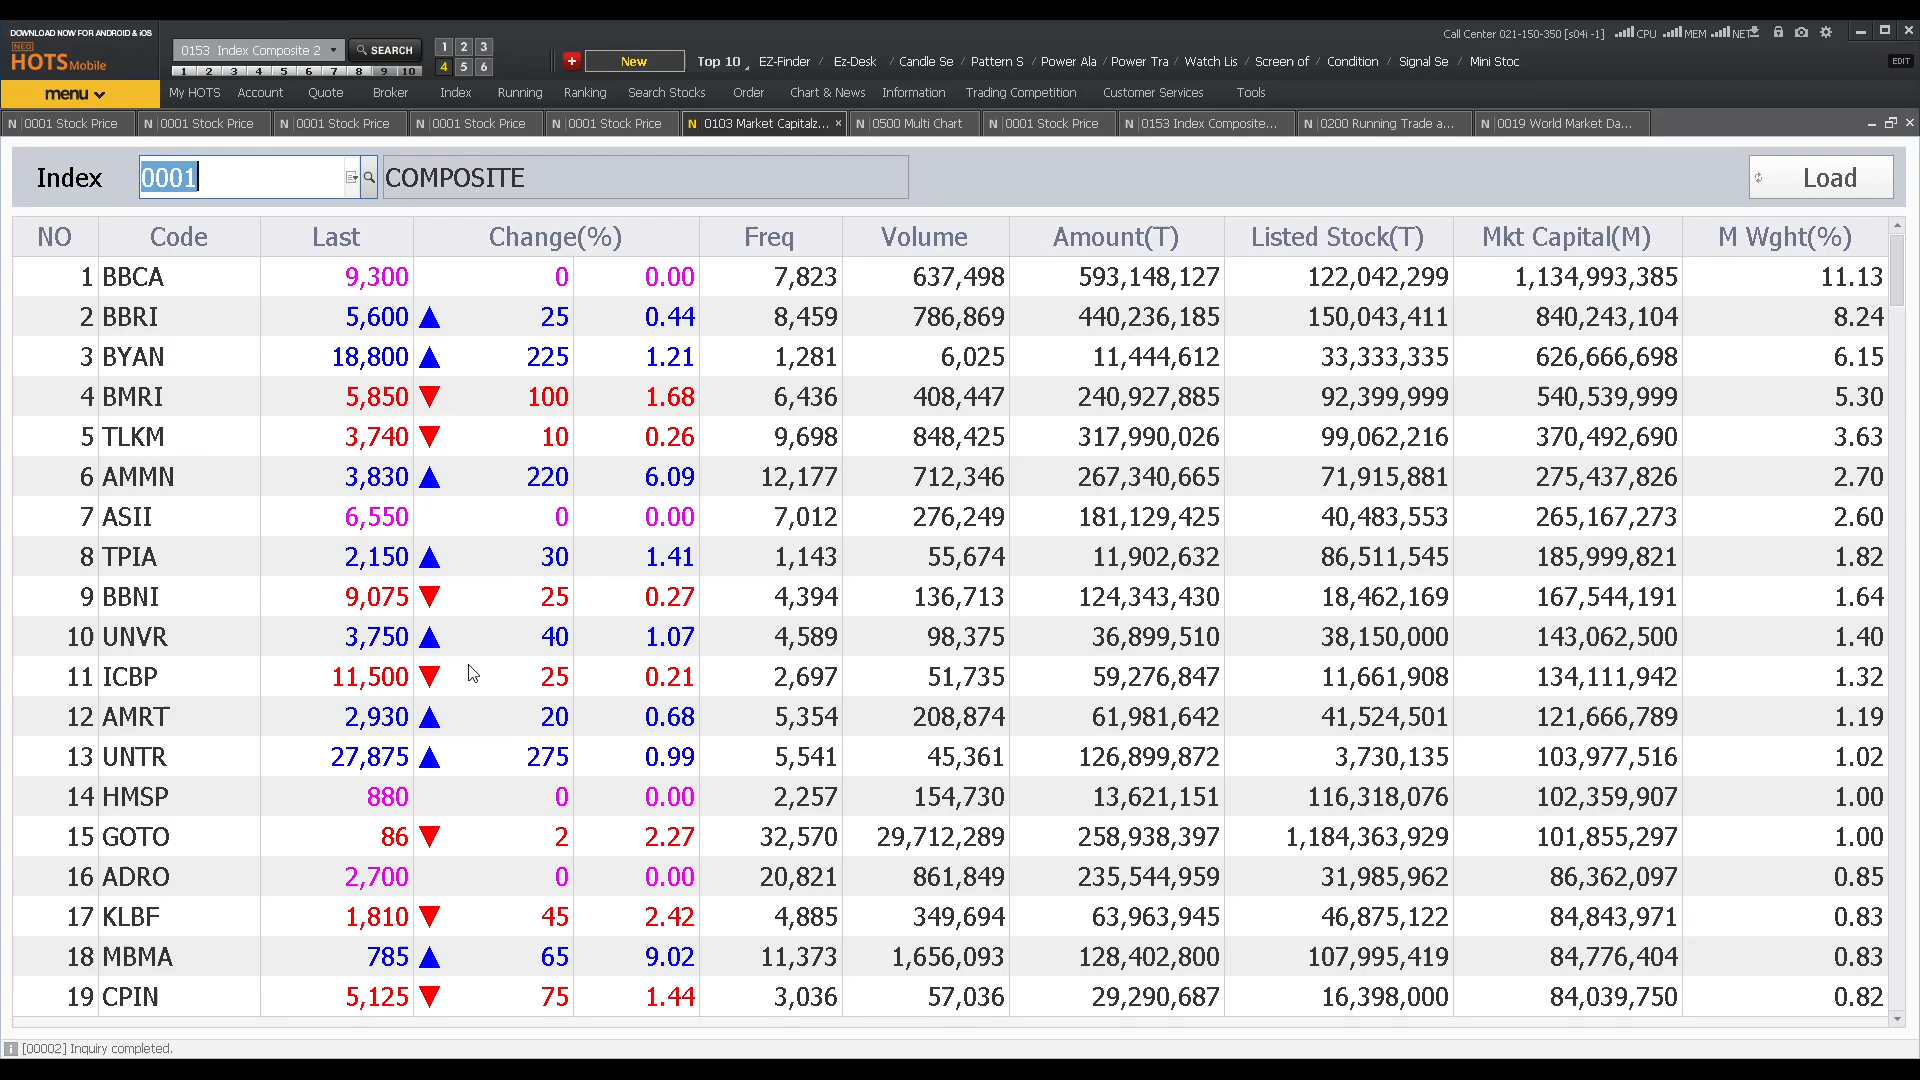 DOWNLOAD NOW FOR ANDROID & iOS
NEO
HOTS Mobile
0153 Index Composite 2
SEARCH
1 2 3 4 5 6 7 8 9 10
1 2 3
4 5 6
New
Top 10 EZ-Finder / Ez-Desk / Candle Se / Pattern S / Power Ala / Power Tra / Watch Lis / Screen of / Condition / Signal Se / Mini Stoc
Call Center 021-150-350 [s04i -1] CPU MEM NET
EDIT
menu
My HOTS Account Quote Broker Index Running Ranking Search Stocks Order Chart & News Information Trading Competition Customer Services Tools
N 0001 Stock Price N 0001 Stock Price N 0001 Stock Price N 0001 Stock Price N 0001 Stock Price N 0103 Market Capitalz... × N 0500 Multi Chart N 0001 Stock Price N 0153 Index Composite... N 0200 Running Trade a... N 0019 World Market Da...
Index 0001 COMPOSITE Load
NO Code Last Change(%) Freq Volume Amount(T) Listed Stock(T) Mkt Capital(M) M Wght(%)
1 BBCA 9,300 0 0.00 7,823 637,498 593,148,127 122,042,299 1,134,993,385 11.13
2 BBRI 5,600 ▲ 25 0.44 8,459 786,869 440,236,185 150,043,411 840,243,104 8.24
3 BYAN 18,800 ▲ 225 1.21 1,281 6,025 11,444,612 33,333,335 626,666,698 6.15
4 BMRI 5,850 ▼ 100 1.68 6,436 408,447 240,927,885 92,399,999 540,539,999 5.30
5 TLKM 3,740 ▼ 10 0.26 9,698 848,425 317,990,026 99,062,216 370,492,690 3.63
6 AMMN 3,830 ▲ 220 6.09 12,177 712,346 267,340,665 71,915,881 275,437,826 2.70
7 ASII 6,550 0 0.00 7,012 276,249 181,129,425 40,483,553 265,167,273 2.60
8 TPIA 2,150 ▲ 30 1.41 1,143 55,674 11,902,632 86,511,545 185,999,821 1.82
9 BBNI 9,075 ▼ 25 0.27 4,394 136,713 124,343,430 18,462,169 167,544,191 1.64
10 UNVR 3,750 ▲ 40 1.07 4,589 98,375 36,899,510 38,150,000 143,062,500 1.40
11 ICBP 11,500 ▼ 25 0.21 2,697 51,735 59,276,847 11,661,908 134,111,942 1.32
12 AMRT 2,930 ▲ 20 0.68 5,354 208,874 61,981,642 41,524,501 121,666,789 1.19
13 UNTR 27,875 ▲ 275 0.99 5,541 45,361 126,899,872 3,730,135 103,977,516 1.02
14 HMSP 880 0 0.00 2,257 154,730 13,621,151 116,318,076 102,359,907 1.00
15 GOTO 86 ▼ 2 2.27 32,570 29,712,289 258,938,397 1,184,363,929 101,855,297 1.00
16 ADRO 2,700 0 0.00 20,821 861,849 235,544,959 31,985,962 86,362,097 0.85
17 KLBF 1,810 ▼ 45 2.42 4,885 349,694 63,963,945 46,875,122 84,843,971 0.83
18 MBMA 785 ▲ 65 9.02 11,373 1,656,093 128,402,800 107,995,419 84,776,404 0.83
19 CPIN 5,125 ▼ 75 1.44 3,036 57,036 29,290,687 16,398,000 84,039,750 0.82
[00002] Inquiry completed.